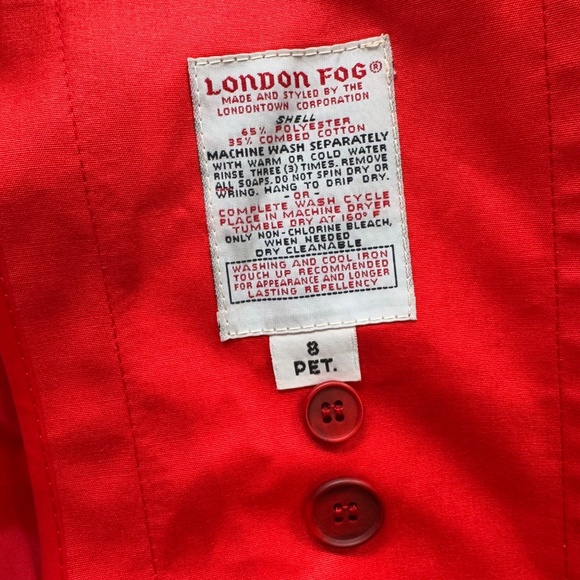 LONDON FOG®
MADE AND STYLED BY THE
LONDONTOWN CORPORATION
SHELL
65% POLYESTER
35% COMBED COTTON
MACHINE WASH SEPARATELY
WITH WARM OR COLD WATER
RINSE THREE (3) TIMES. REMOVE
ALL SOAPS. DO NOT SPIN DRY OR
WRING. HANG TO DRIP DRY.
- OR -
COMPLETE WASH CYCLE
PLACE IN MACHINE DRYER
TUMBLE DRY AT 160° F
ONLY NON-CHLORINE BLEACH,
WHEN NEEDED
DRY CLEANABLE
WASHING AND COOL IRON
TOUCH UP RECOMMENDED
FOR APPEARANCE AND LONGER
LASTING REPELLENCY
8
PET.